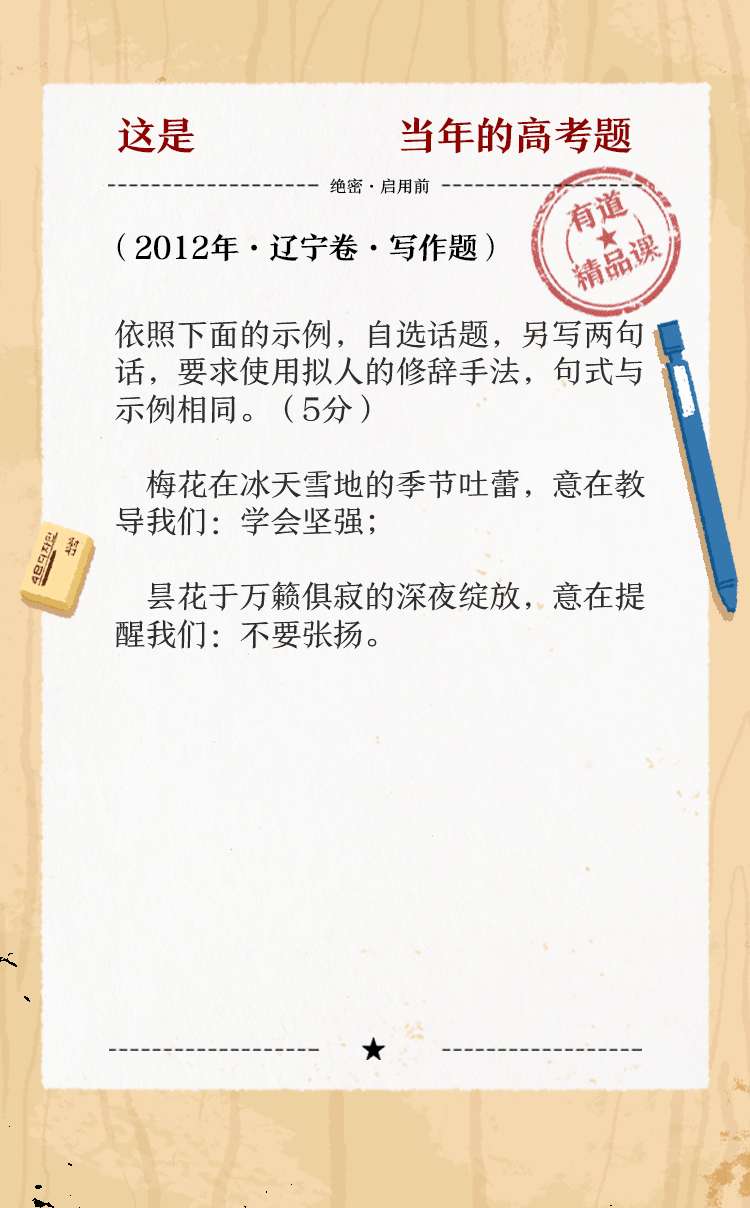 这是 当年的高考题
绝密·启用前
有道
精品课
（2012年·辽宁卷·写作题）
依照下面的示例，自选话题，另写两句
话，要求使用拟人的修辞手法，句式与
示例相同。（5分）
梅花在冰天雪地的季节吐蕾，意在教
导我们：学会坚强；
昙花于万籁俱寂的深夜绽放，意在提
醒我们：不要张扬。